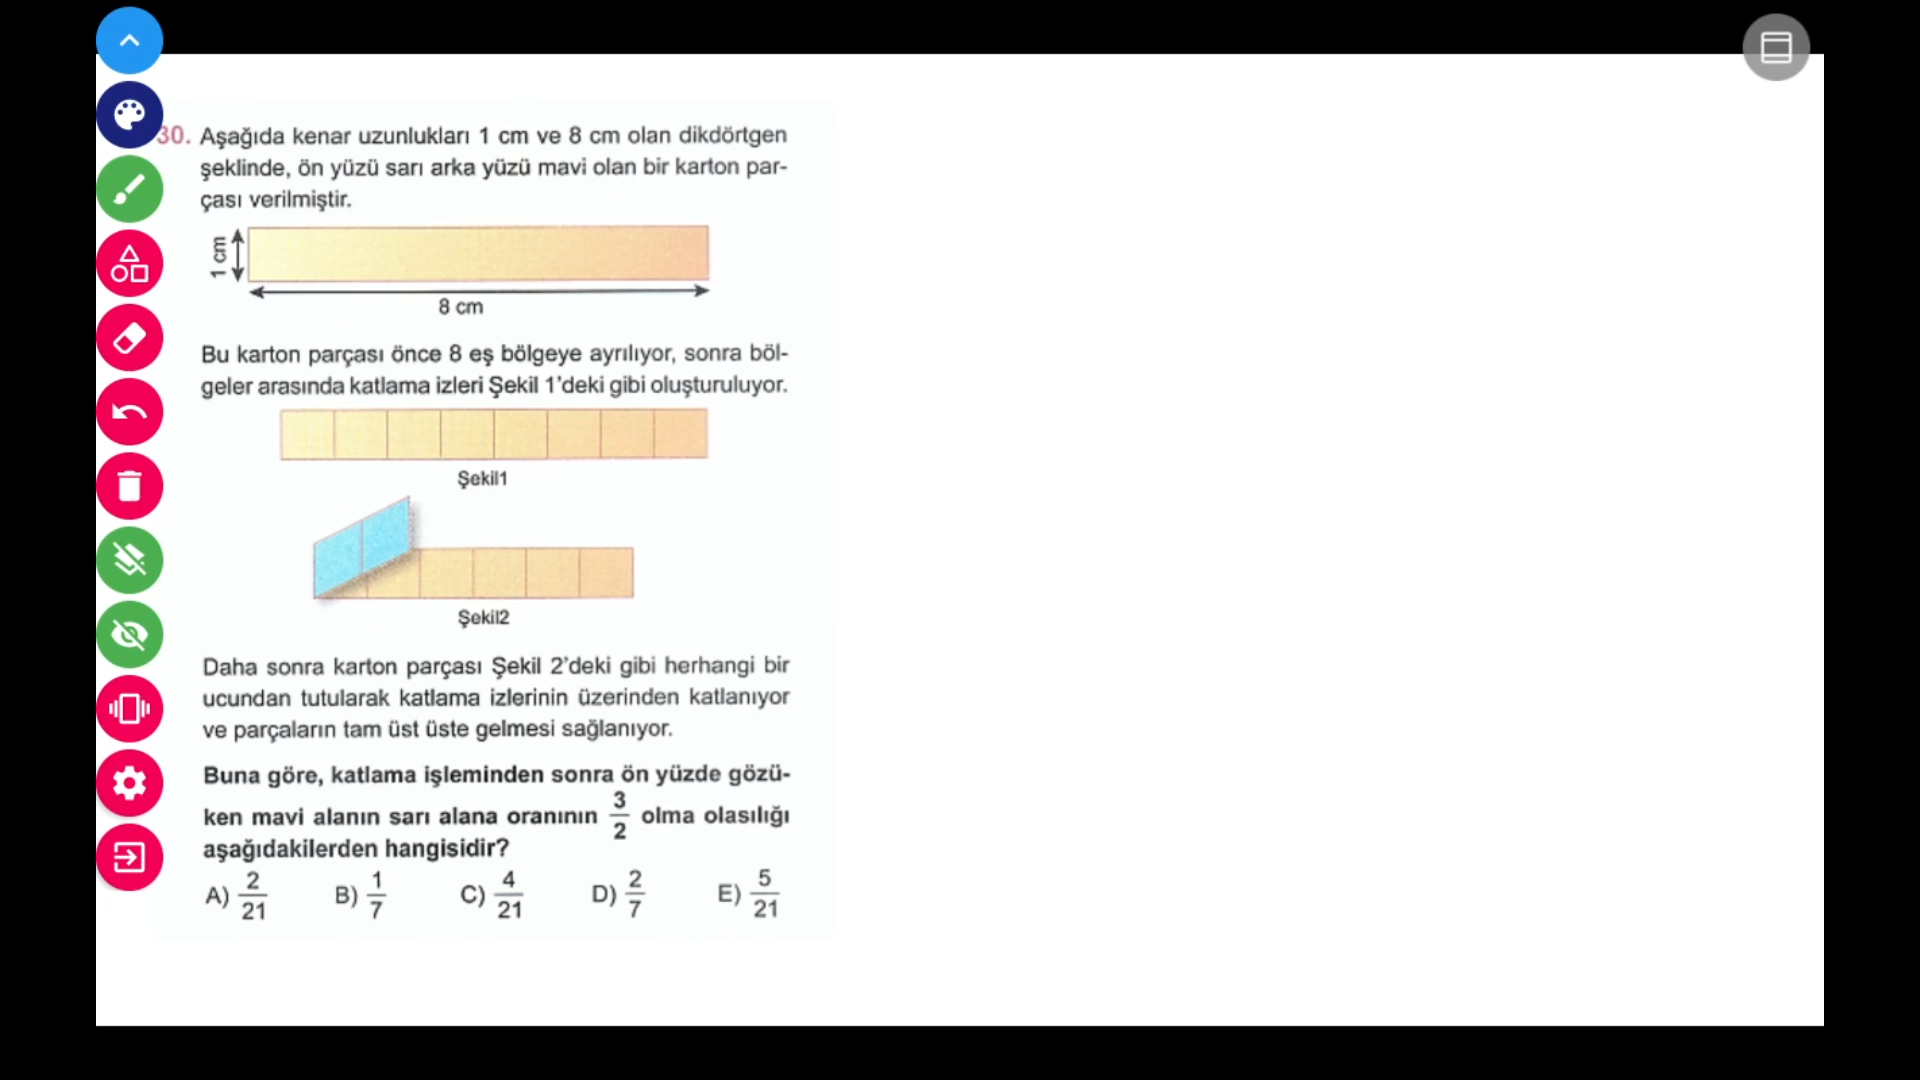 30. Aşağıda kenar uzunlukları 1 cm ve 8 cm olan dikdörtgen
şeklinde, ön yüzü sarı arka yüzü mavi olan bir karton par-
çası verilmiştir.
1 cm
8 cm
Bu karton parçası önce 8 eş bölgeye ayrılıyor, sonra böl-
geler arasında katlama izleri Şekil 1'deki gibi oluşturuluyor.
Şekil1
Şekil2
Daha sonra karton parçası Şekil 2'deki gibi herhangi bir
ucundan tutularak katlama izlerinin üzerinden katlanıyor
ve parçaların tam üst üste gelmesi sağlanıyor.
Buna göre, katlama işleminden sonra ön yüzde gözü-
ken mavi alanın sarı alana oranının 3/2 olma olasılığı
aşağıdakilerden hangisidir?
A) 2/21 B) 1/7 C) 4/21 D) 2/7 E) 5/21